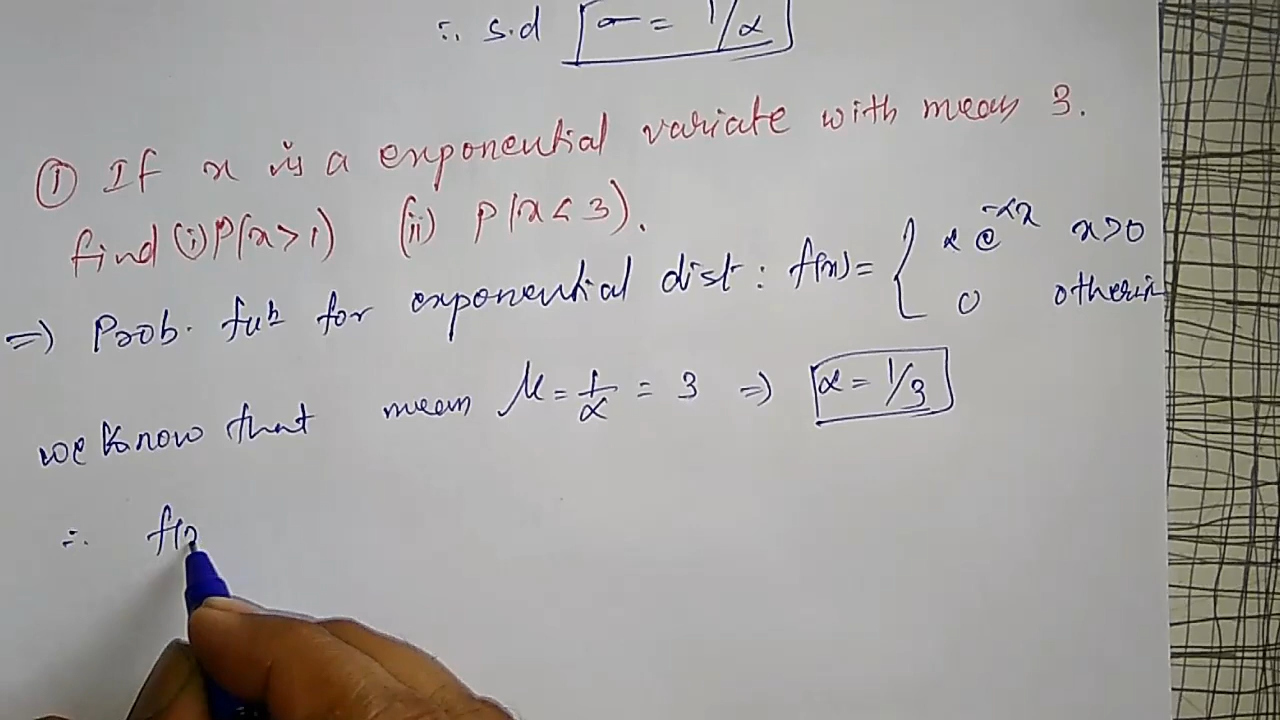 ∴ s.d σ = 1/α
① If x is a exponential variate with mean 3.
find (i) P(x>1) (ii) P(x<3).
=) Prob. fun for exponential dist: f(x) = { α e^-αx x>0
0 otherwi
we know that mean μ = 1/α = 3 =) α = 1/3
∴ f(x